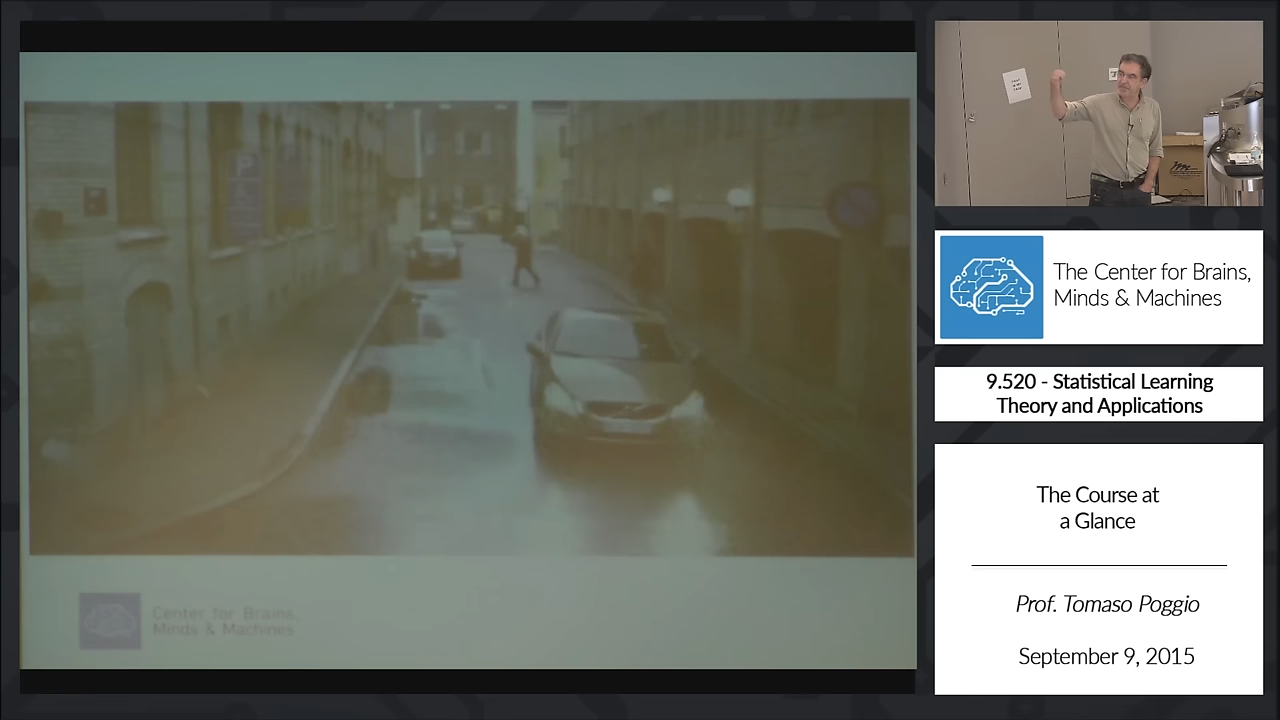 P
Center for Brains,
Minds & Machines
The Center for Brains,
Minds & Machines
9.520 - Statistical Learning
Theory and Applications
The Course at
a Glance
Prof. Tomaso Poggio
September 9, 2015